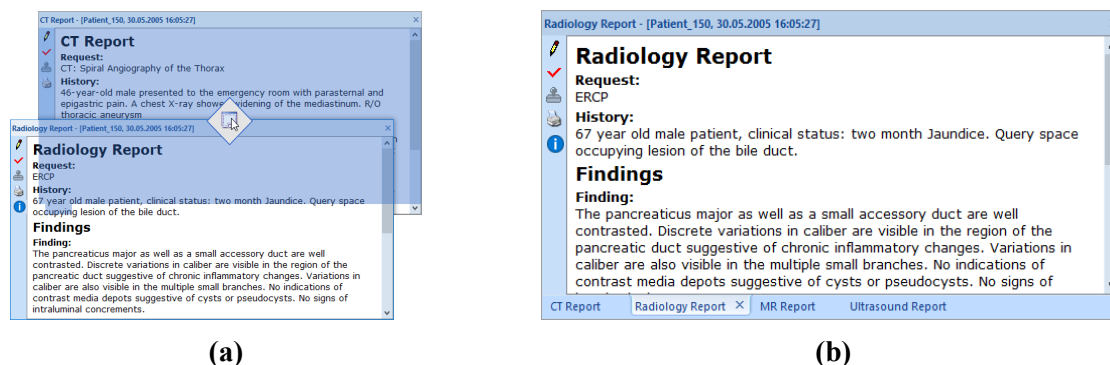 CT Report - [Patient_150, 30.05.2005 16:05:27]
CT Report
Request:
CT: Spiral Angiography of the Thorax
History:
46-year-old male presented to the emergency room with parasternal and
epigastric pain. A chest X-ray showe widening of the mediastinum. R/O
thoracic aneurysm
Radiology Report - [Patient_150, 30.05.2005 16:05:27]
Radiology Report
Request:
ERCP
History:
67 year old male patient, clinical status: two month Jaundice. Query space
occupying lesion of the bile duct.
Findings
Finding:
The pancreaticus major as well as a small accessory duct are well
contrasted. Discrete variations in caliber are visible in the region of the
pancreatic duct suggestive of chronic inflammatory changes. Variations in
caliber are also visible in the multiple small branches. No indications of
contrast media depots suggestive of cysts or pseudocysts. No signs of
intraluminal concrements.
(a)
Radiology Report - [Patient_150, 30.05.2005 16:05:27]
Radiology Report
Request:
ERCP
History:
67 year old male patient, clinical status: two month Jaundice. Query space
occupying lesion of the bile duct.
Findings
Finding:
The pancreaticus major as well as a small accessory duct are well
contrasted. Discrete variations in caliber are visible in the region of the
pancreatic duct suggestive of chronic inflammatory changes. Variations in
caliber are also visible in the multiple small branches. No indications of
contrast media depots suggestive of cysts or pseudocysts. No signs of
CT Report Radiology Report MR Report Ultrasound Report
(b)